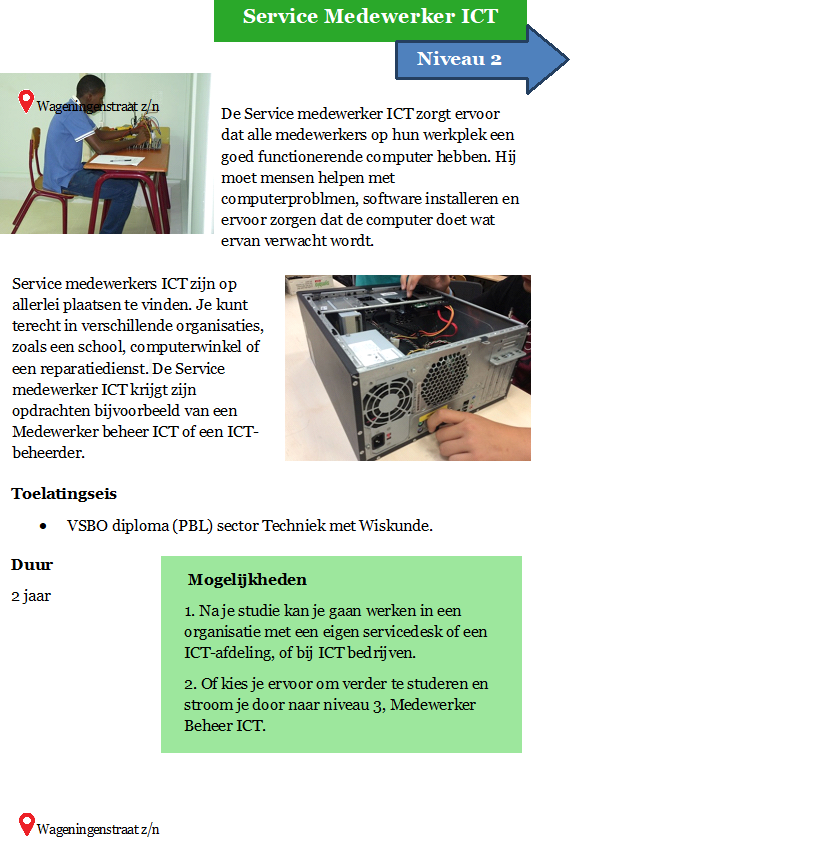 Service Medewerker ICT
Niveau 2
Wageningenstraat z/n
De Service medewerker ICT zorgt ervoor
dat alle medewerkers op hun werkplek een
goed functionerende computer hebben. Hij
moet mensen helpen met
computerproblmen, software installeren en
ervoor zorgen dat de computer doet wat
ervan verwacht wordt.
Service medewerkers ICT zijn op
allerlei plaatsen te vinden. Je kunt
terecht in verschillende organisaties,
zoals een school, computerwinkel of
een reparatiedienst. De Service
medewerker ICT krijgt zijn
opdrachten bijvoorbeeld van een
Medewerker beheer ICT of een ICT-
beheerder.
Toelatingseis
• VSBO diploma (PBL) sector Techniek met Wiskunde.
Duur
2 jaar
Mogelijkheden
1. Na je studie kan je gaan werken in een
organisatie met een eigen servicedesk of een
ICT-afdeling, of bij ICT bedrijven.
2. Of kies je ervoor om verder te studeren en
stroom je door naar niveau 3, Medewerker
Beheer ICT.
Wageningenstraat z/n